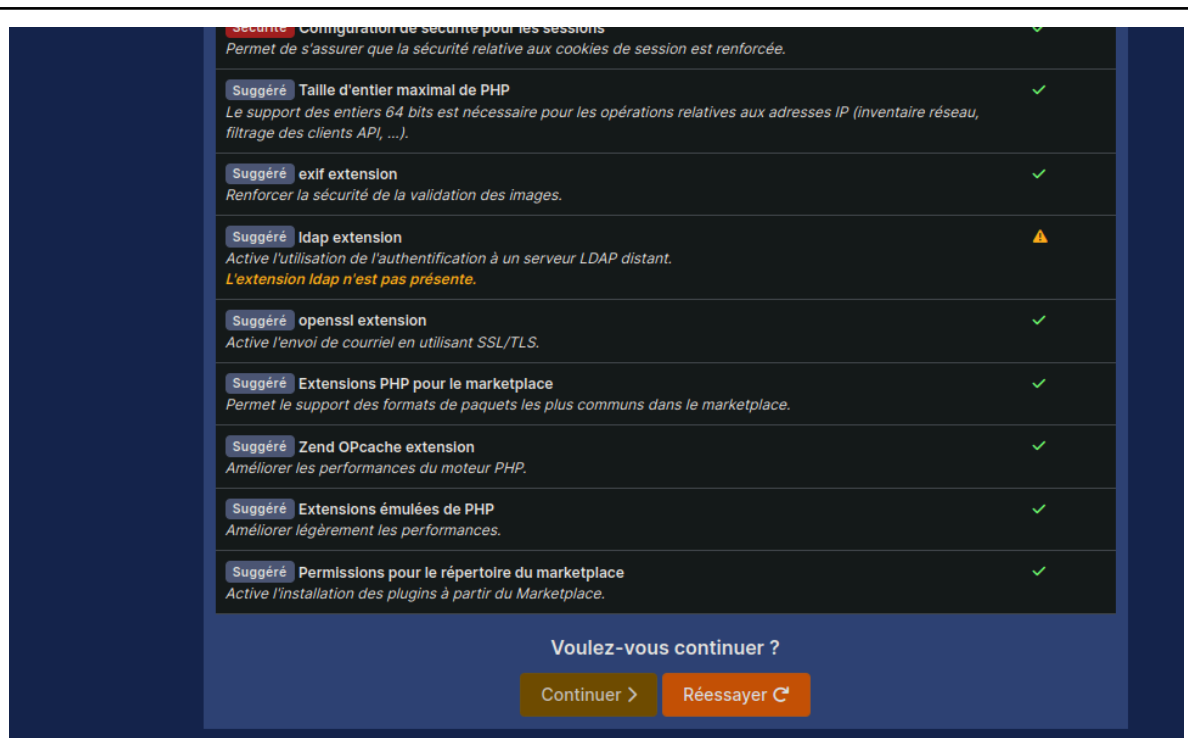 Sécurité Configuration de sécurité pour les sessions
Permet de s'assurer que la sécurité relative aux cookies de session est renforcée.
Suggéré Taille d'entier maximal de PHP
Le support des entiers 64 bits est nécessaire pour les opérations relatives aux adresses IP (inventaire réseau,
filtrage des clients API, ...).
Suggéré exif extension
Renforcer la sécurité de la validation des images.
Suggéré ldap extension
Active l'utilisation de l'authentification à un serveur LDAP distant.
L'extension ldap n'est pas présente.
Suggéré openssl extension
Active l'envoi de courriel en utilisant SSL/TLS.
Suggéré Extensions PHP pour le marketplace
Permet le support des formats de paquets les plus communs dans le marketplace.
Suggéré Zend OPcache extension
Améliorer les performances du moteur PHP.
Suggéré Extensions émulées de PHP
Améliorer légèrement les performances.
Suggéré Permissions pour le répertoire du marketplace
Active l'installation des plugins à partir du Marketplace.
Voulez-vous continuer ?
Continuer
Réessayer